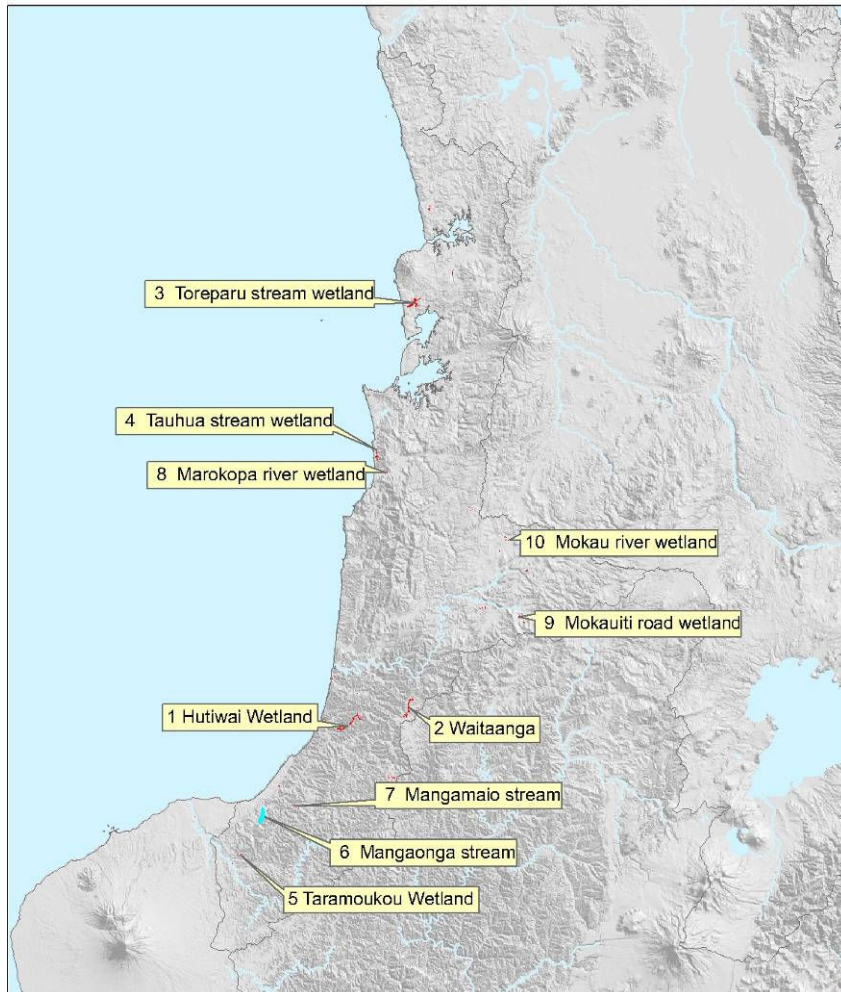 3 Toreparu stream wetland
4 Tauhua stream wetland
8 Marokopa river wetland
10 Mokau river wetland
9 Mokauiti road wetland
1 Hutiwai Wetland
2 Waitaanga
7 Mangamaio stream
6 Mangaonga stream
5 Taramoukou Wetland